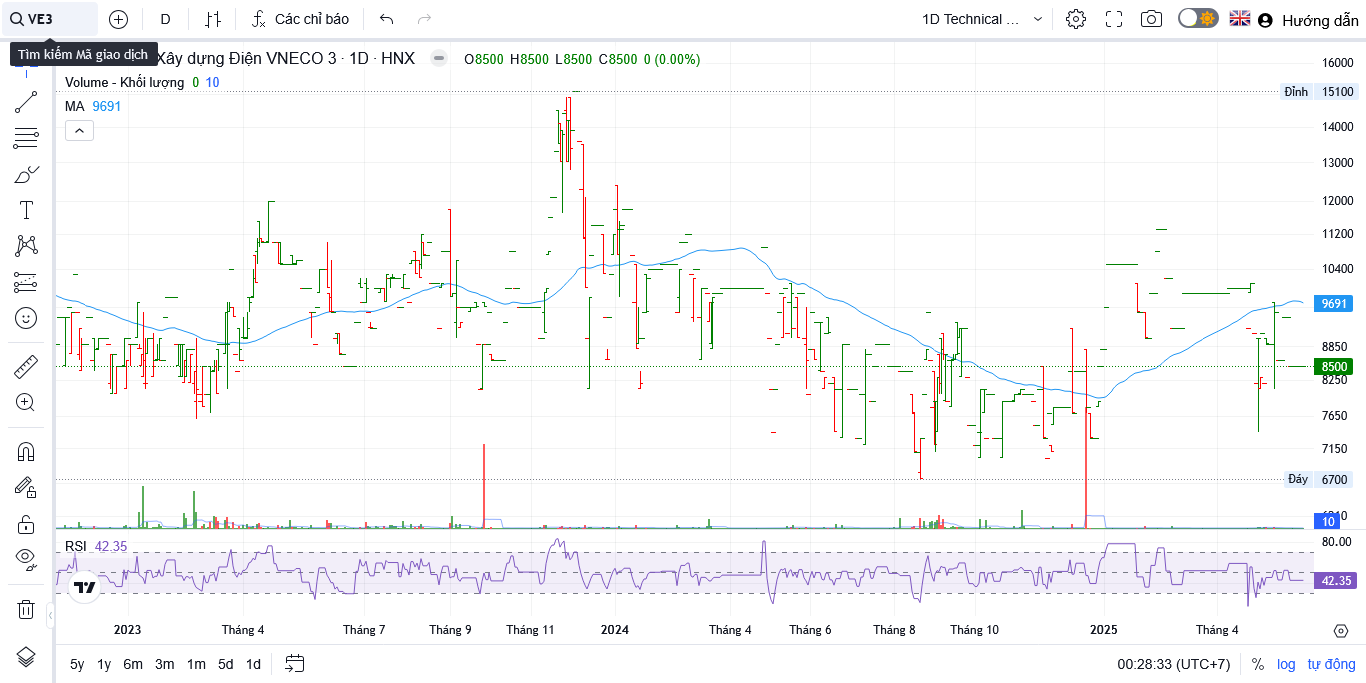 VE3
D
Các chỉ báo
1D Technical ...
Hướng dẫn
Tìm kiếm Mã giao dịch
Xây dựng Điện VNECO 3 · 1D · HNX
O8500 H8500 L8500 C8500 0 (0.00%)
Volume - Khối lượng 0 10
MA 9691
16000
Đỉnh 15100
14000
13000
12000
11200
10400
9691
8850
8500
8250
7650
7150
Đáy 6700
10
RSI 42.35
80.00
42.35
2023
Tháng 4
Tháng 7
Tháng 9
Tháng 11
2024
Tháng 4
Tháng 6
Tháng 8
Tháng 10
2025
Tháng 4
5y 1y 6m 3m 1m 5d 1d
00:28:33 (UTC+7)
% log tự động